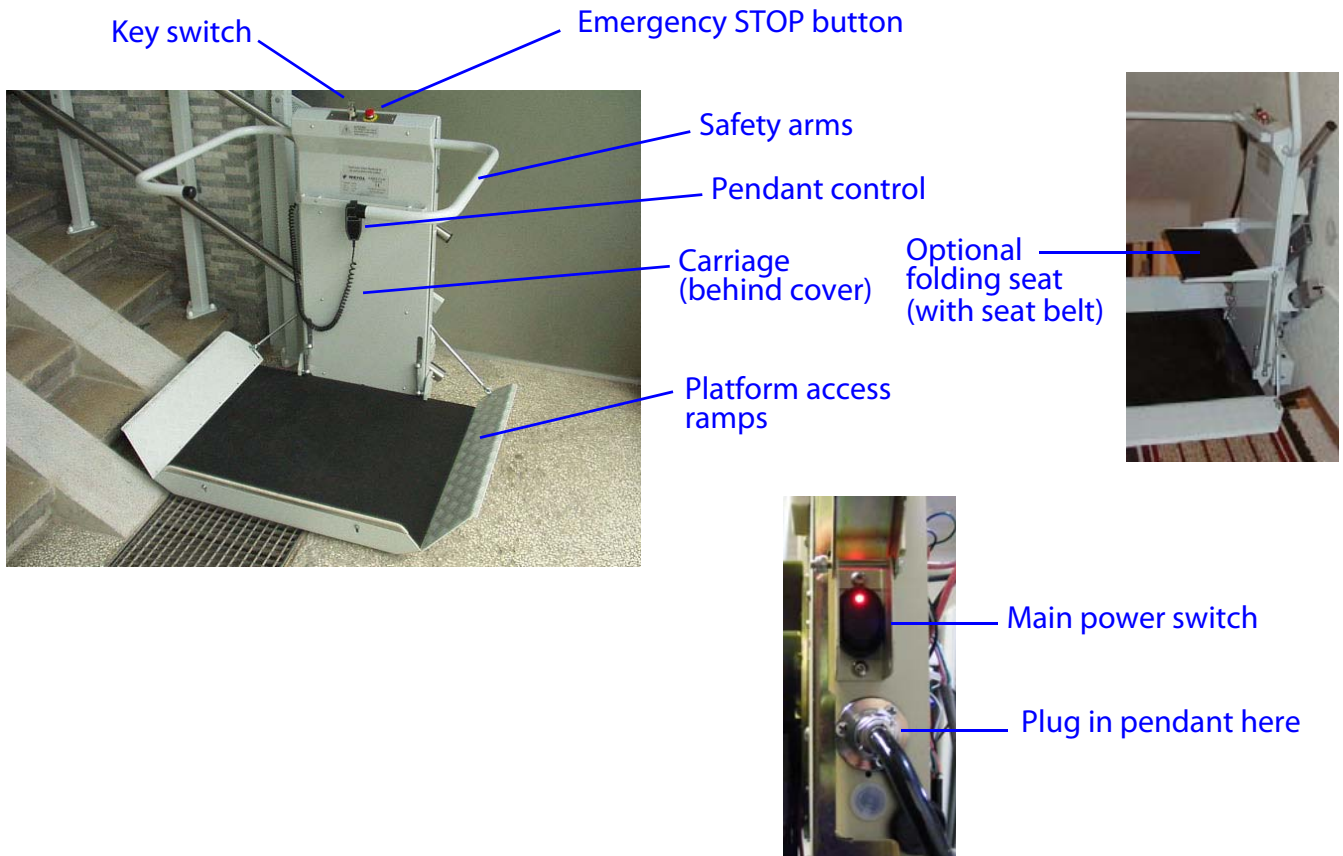 Key switch
Emergency STOP button
Safety arms
Pendant control
Carriage
(behind cover)
Optional
folding seat
(with seat belt)
Platform access
ramps
Main power switch
Plug in pendant here